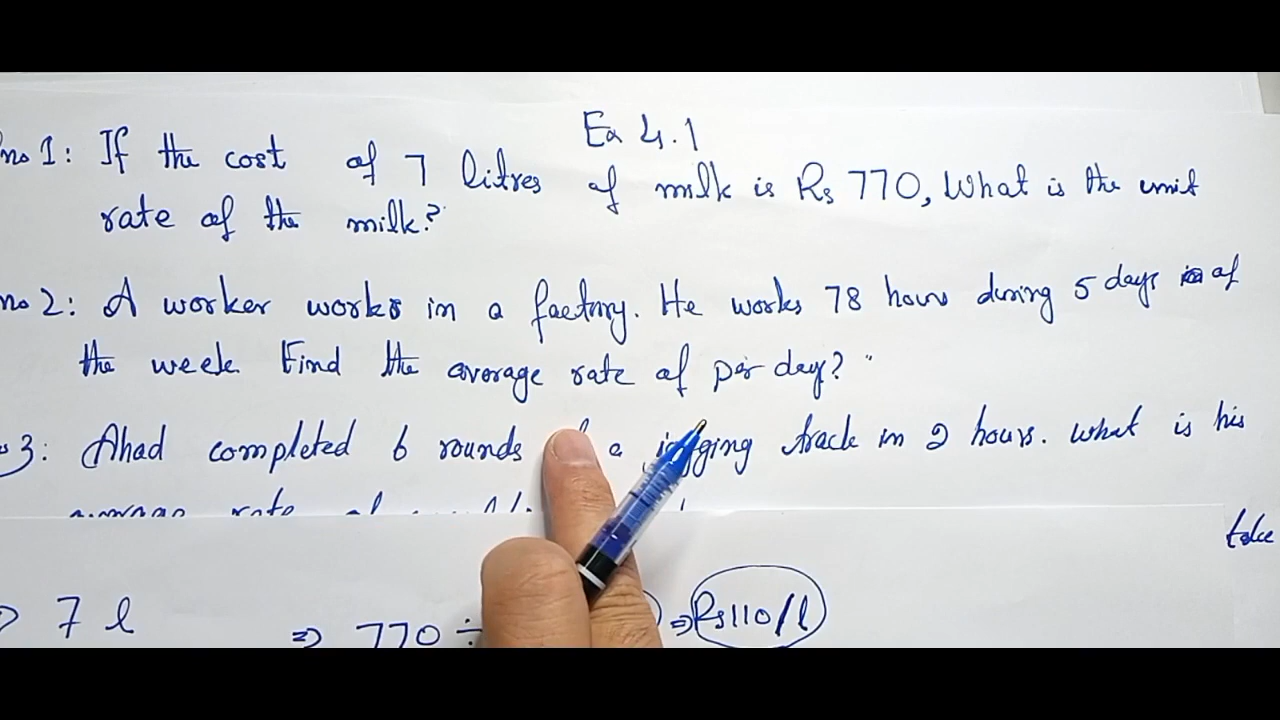 Ex 4.1
no 1: If the cost of 7 litres of milk is Rs 770, What is the unit
rate of the milk?
no 2: A worker works in a factory. He works 78 hours during 5 days of
the week. Find the average rate of per day?
3: Ahad completed 6 rounds a jogging track in 2 hours. what is his
rate
take
7 l
⇒ 770 ÷ ⇒ Rs110/l